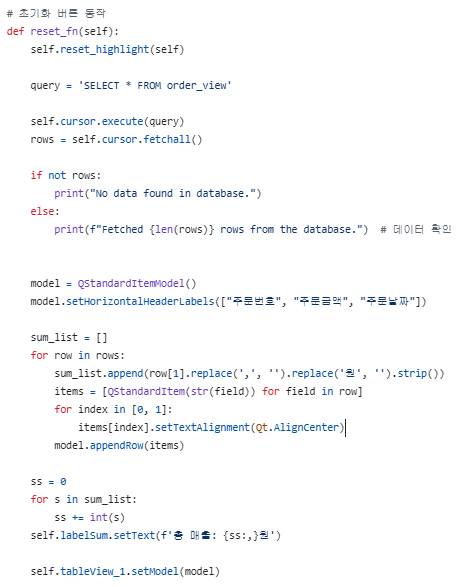 # 초기화 버튼 동작
def reset_fn(self):
    self.reset_highlight(self)

    query = 'SELECT * FROM order_view'

    self.cursor.execute(query)
    rows = self.cursor.fetchall()

    if not rows:
        print("No data found in database.")
    else:
        print(f"Fetched {len(rows)} rows from the database.")  # 데이터 확인


    model = QStandardItemModel()
    model.setHorizontalHeaderLabels(["주문번호", "주문금액", "주문날짜"])

    sum_list = []
    for row in rows:
        sum_list.append(row[1].replace(',', '').replace('원', '').strip())
        items = [QStandardItem(str(field)) for field in row]
        for index in [0, 1]:
            items[index].setTextAlignment(Qt.AlignCenter)
        model.appendRow(items)

    ss = 0
    for s in sum_list:
        ss += int(s)
    self.labelSum.setText(f'총 매출: {ss:,}원')

    self.tableView_1.setModel(model)